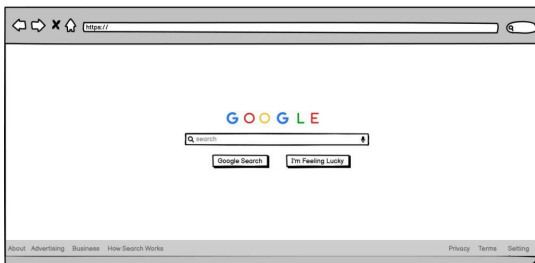 https://
GOOGLE
search
Google Search I'm Feeling Lucky
About Advertising Business How Search Works Privacy Terms Setting